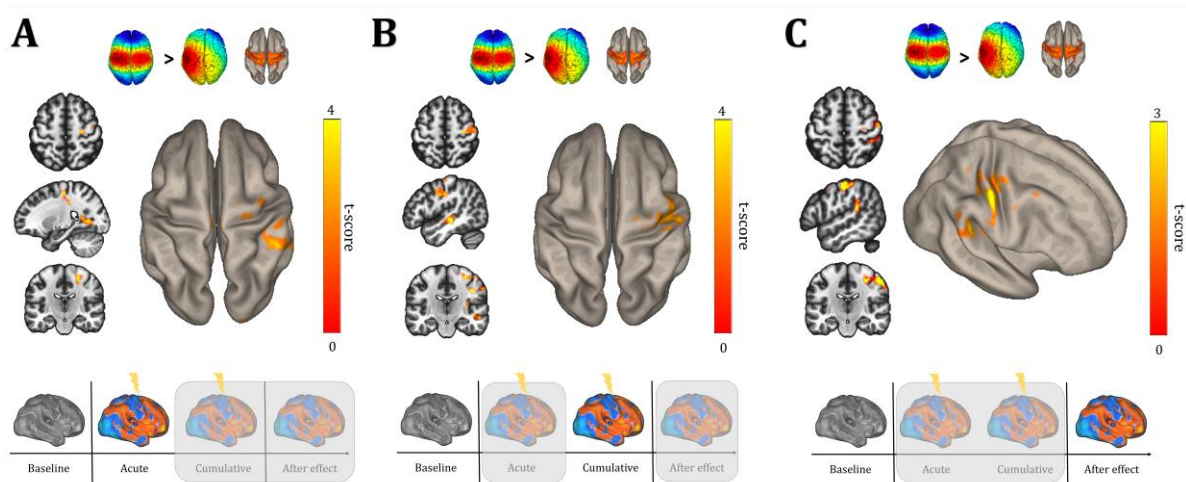 A
>
4
t-score
0
Baseline
Acute
Cumulative
After effect
B
>
4
t-score
0
Baseline
Acute
Cumulative
After effect
C
>
3
t-score
0
Baseline
Acute
Cumulative
After effect